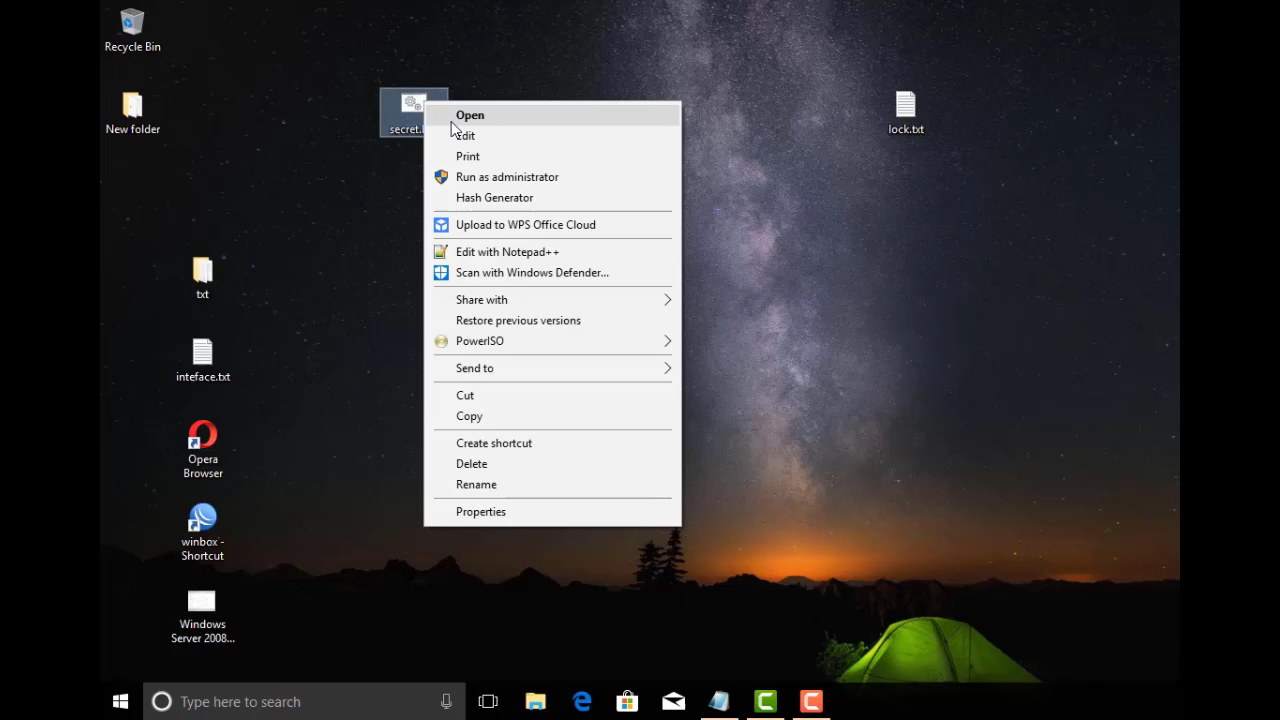 Recycle Bin
New folder
secret.
lock.txt
txt
inteface.txt
Opera
Browser
winbox -
Shortcut
Windows
Server 2008...
Open
Edit
Print
Run as administrator
Hash Generator
Upload to WPS Office Cloud
Edit with Notepad++
Scan with Windows Defender...
Share with
Restore previous versions
PowerISO
Send to
Cut
Copy
Create shortcut
Delete
Rename
Properties
Type here to search